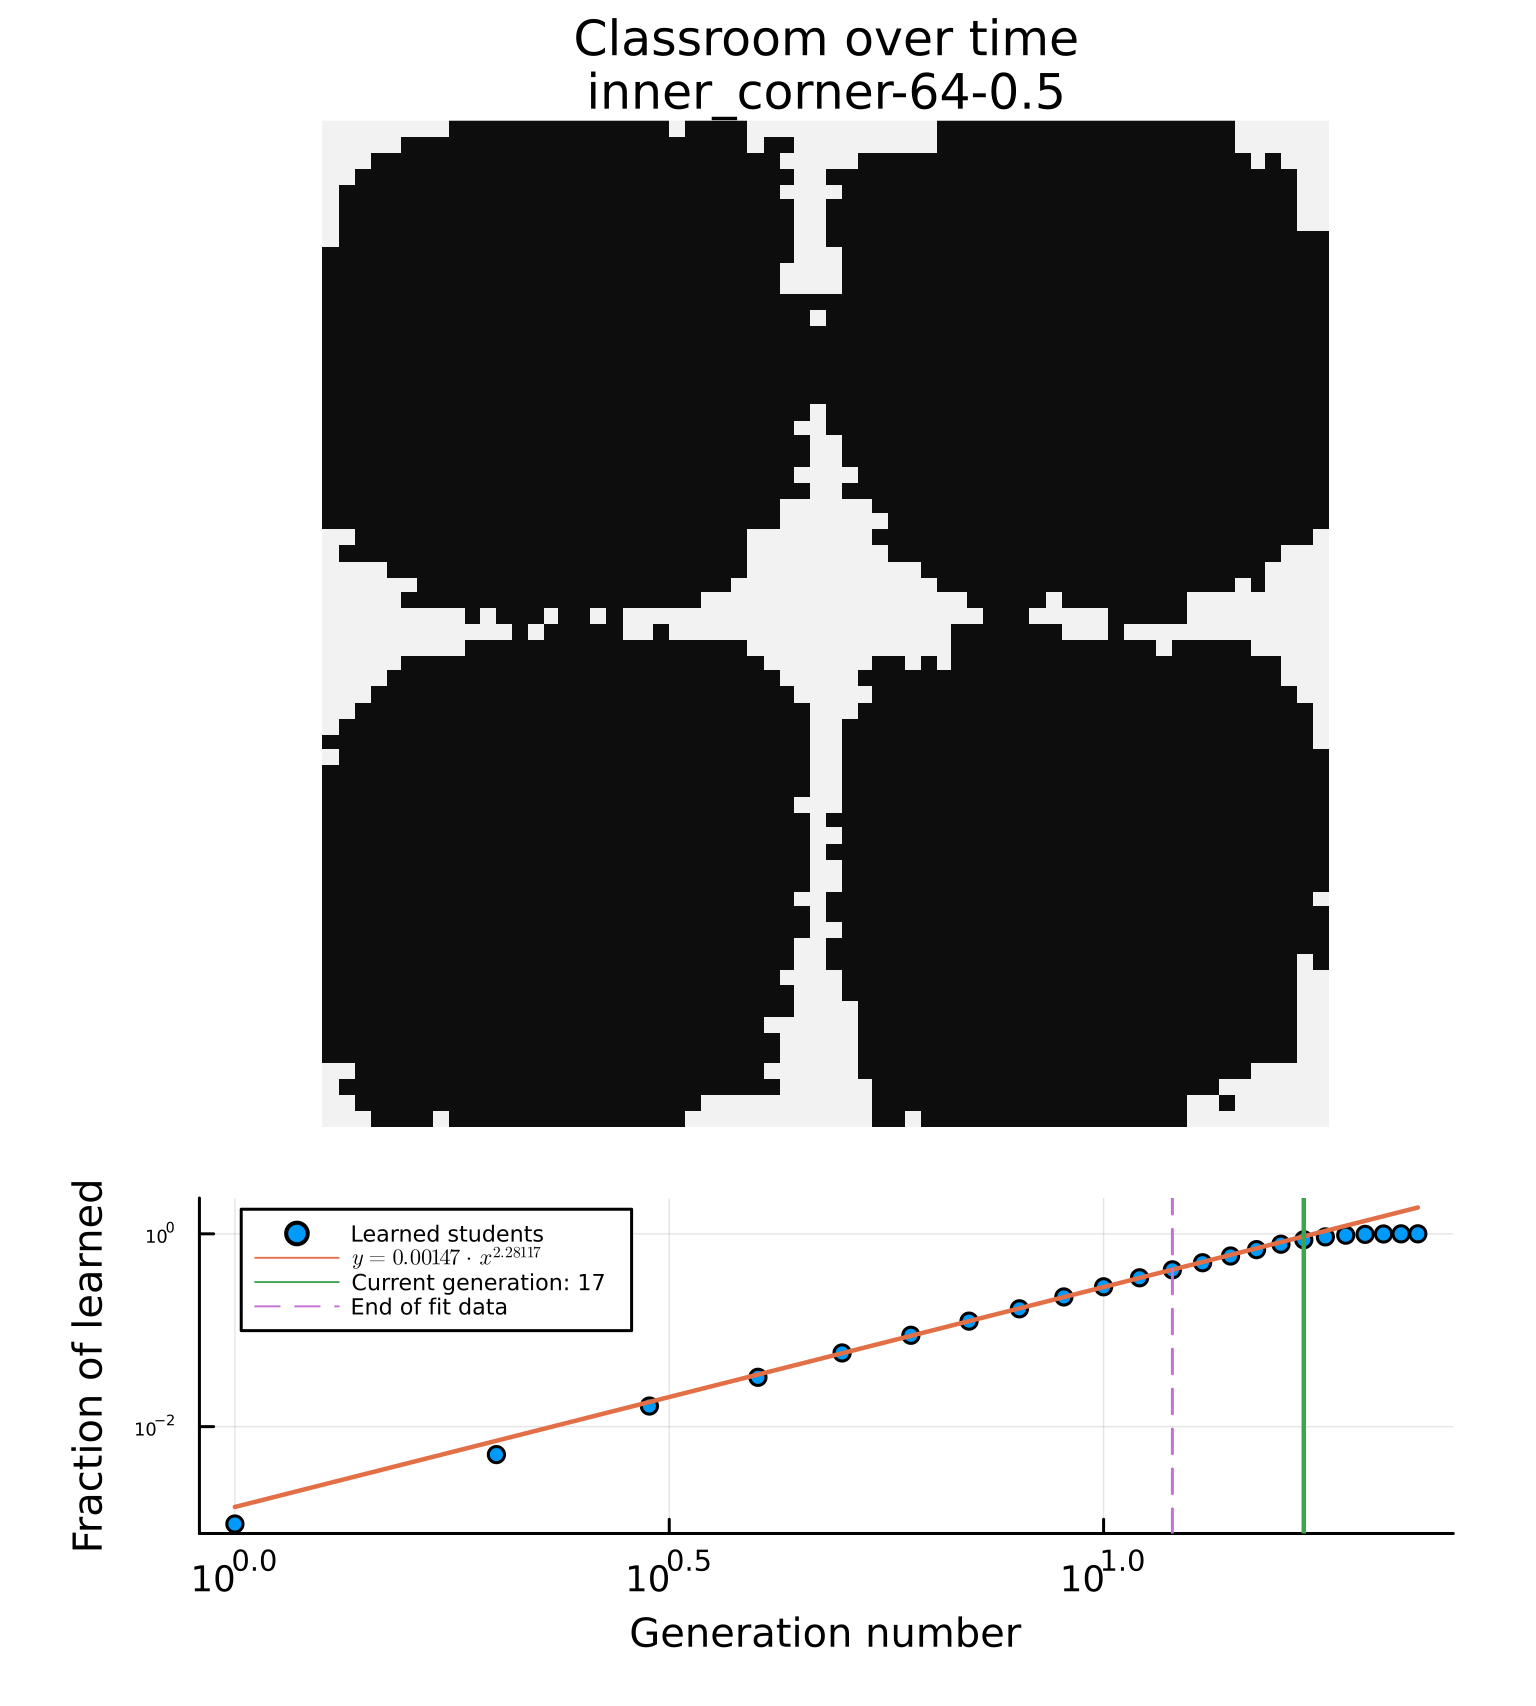 Classroom over time
inner_corner-64-0.5
Fraction of learned
10^0
10^-2
Learned students
y = 0.00147 · x^2.28117
Current generation: 17
End of fit data
10^0.0
10^0.5
10^1.0
Generation number